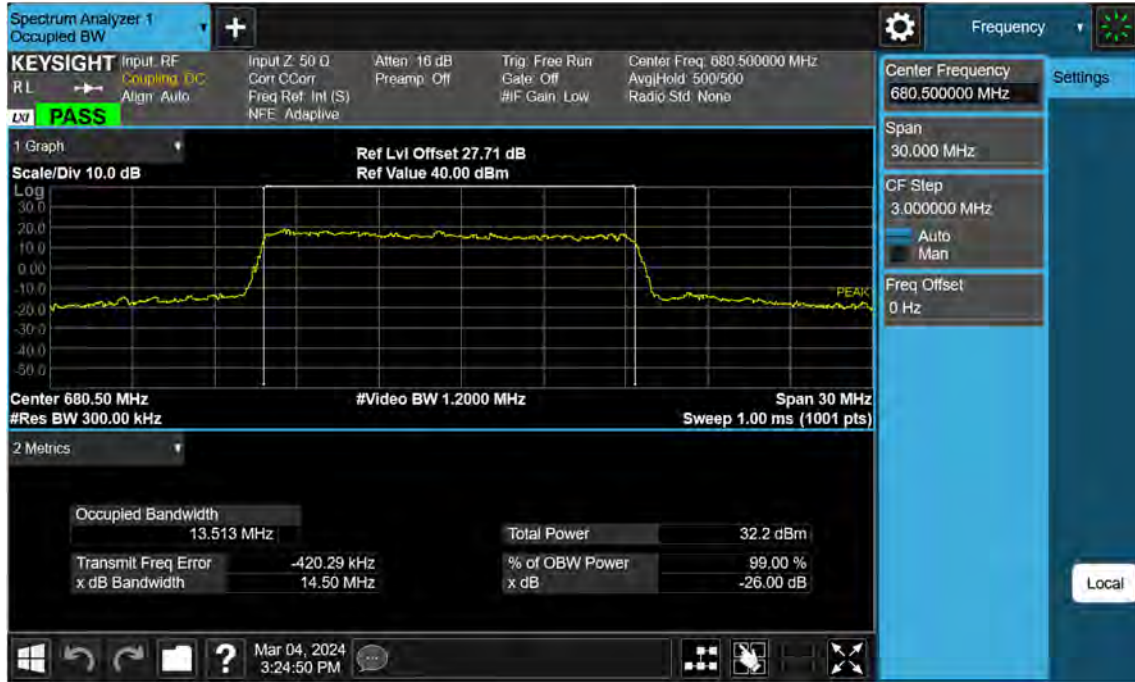 Spectrum Analyzer 1
Occupied BW
Frequency
KEYSIGHT
RL
LXI
PASS
Input: RF
Coupling: DC
Align: Auto
Input Z: 50 Ω
Corr CCorr
Freq Ref: Int (S)
NFE: Adaptive
Atten: 16 dB
Preamp: Off
Trig: Free Run
Gate: Off
#IF Gain: Low
Center Freq: 680.500000 MHz
Avg|Hold: 500/500
Radio Std: None
Center Frequency
680.500000 MHz
Settings
Span
30.000 MHz
CF Step
3.000000 MHz
Auto
Man
Freq Offset
0 Hz
1 Graph
Scale/Div 10.0 dB
Ref Lvl Offset 27.71 dB
Ref Value 40.00 dBm
Log
30.0
20.0
10.0
0.00
-10.0
-20.0
-30.0
-40.0
-50.0
PEAK
Center 680.50 MHz
#Video BW 1.2000 MHz
Span 30 MHz
#Res BW 300.00 kHz
Sweep 1.00 ms (1001 pts)
2 Metrics
Occupied Bandwidth
13.513 MHz
Total Power 32.2 dBm
Transmit Freq Error -420.29 kHz
% of OBW Power 99.00 %
x dB Bandwidth 14.50 MHz
x dB -26.00 dB
Local
?
Mar 04, 2024
3:24:50 PM